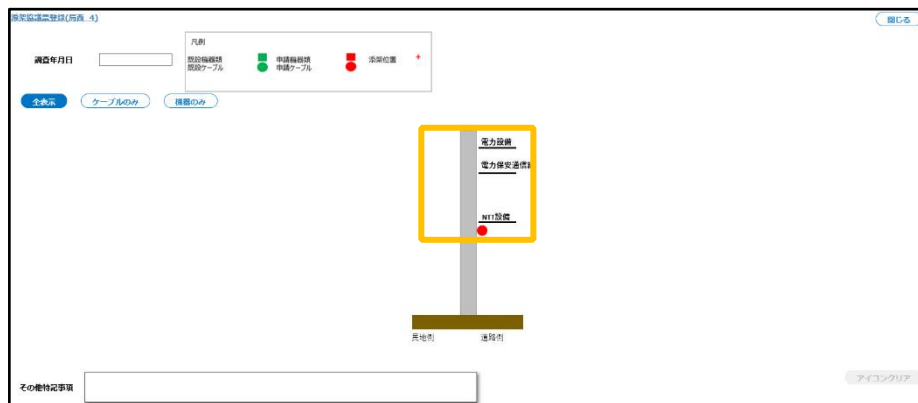 添架協議票登録(局面_4)
閉じる
凡例
調査年月日
既設機器類 申請機器類 添架位置 +
既設ケーブル 申請ケーブル
全表示 ケーブルのみ 機器のみ
電力設備
電力保安通信
NTT設備
民地側 道路側
その他特記事項
アイコンクリア